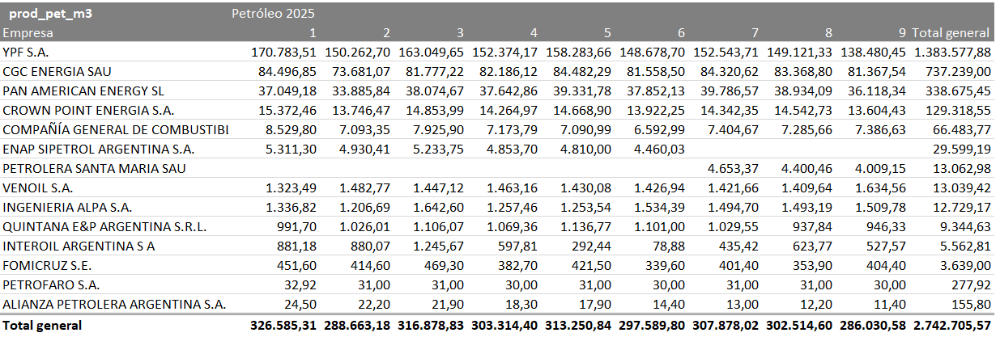 prod_pet_m3 Petróleo 2025
Empresa 1 2 3 4 5 6 7 8 9 Total general
YPF S.A. 170.783,51 150.262,70 163.049,65 152.374,17 158.283,66 148.678,70 152.543,71 149.121,33 138.480,45 1.383.577,88
CGC ENERGIA SAU 84.496,85 73.681,07 81.777,22 82.186,12 84.482,29 81.558,50 84.320,62 83.368,80 81.367,54 737.239,00
PAN AMERICAN ENERGY SL 37.049,18 33.885,84 38.074,67 37.642,86 39.331,78 37.852,13 39.786,57 38.934,09 36.118,34 338.675,45
CROWN POINT ENERGIA S.A. 15.372,46 13.746,47 14.853,99 14.264,97 14.668,90 13.922,25 14.342,35 14.542,73 13.604,43 129.318,55
COMPAÑÍA GENERAL DE COMBUSTIBI 8.529,80 7.093,35 7.925,90 7.173,79 7.090,99 6.592,99 7.404,67 7.285,66 7.386,63 66.483,77
ENAP SIPETROL ARGENTINA S.A. 5.311,30 4.930,41 5.233,75 4.853,70 4.810,00 4.460,03 29.599,19
PETROLERA SANTA MARIA SAU 4.653,37 4.400,46 4.009,15 13.062,98
VENOIL S.A. 1.323,49 1.482,77 1.447,12 1.463,16 1.430,08 1.426,94 1.421,66 1.409,64 1.634,56 13.039,42
INGENIERIA ALPA S.A. 1.336,82 1.206,69 1.642,60 1.257,46 1.253,54 1.534,39 1.494,70 1.493,19 1.509,78 12.729,17
QUINTANA E&P ARGENTINA S.R.L. 991,70 1.026,01 1.106,07 1.069,36 1.136,77 1.101,00 1.029,55 937,84 946,33 9.344,63
INTEROIL ARGENTINA S A 881,18 880,07 1.245,67 597,81 292,44 78,88 435,42 623,77 527,57 5.562,81
FOMICRUZ S.E. 451,60 414,60 469,30 382,70 421,50 339,60 401,40 353,90 404,40 3.639,00
PETROFARO S.A. 32,92 31,00 31,00 30,00 31,00 30,00 31,00 31,00 30,00 277,92
ALIANZA PETROLERA ARGENTINA S.A. 24,50 22,20 21,90 18,30 17,90 14,40 13,00 12,20 11,40 155,80
Total general 326.585,31 288.663,18 316.878,83 303.314,40 313.250,84 297.589,80 307.878,02 302.514,60 286.030,58 2.742.705,57